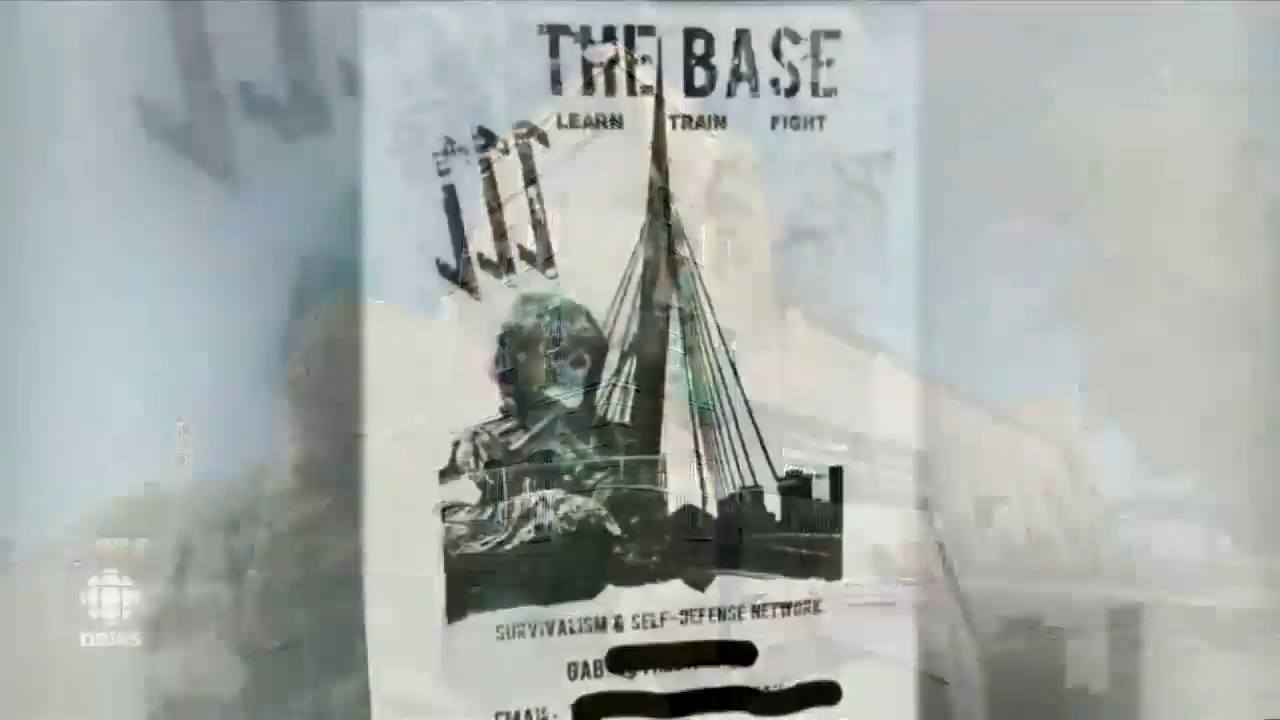 THE BASE
LEARN TRAIN FIGHT
SURVIVALISM & SELF-DEFENSE NETWORK
GAB
EMAIL:
news